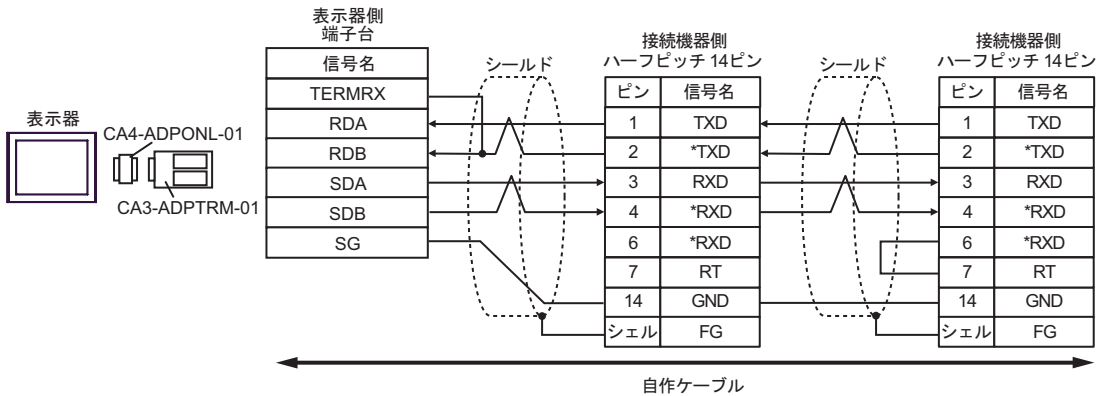 表示器
CA4-ADPONL-01
CA3-ADPTRM-01
表示器側
端子台
信号名
TERMRX
RDA
RDB
SDA
SDB
SG
シールド
接続機器側
ハーフピッチ 14ピン
ピン 信号名
1 TXD
2 *TXD
3 RXD
4 *RXD
6 *RXD
7 RT
14 GND
シェル FG
シールド
接続機器側
ハーフピッチ 14ピン
ピン 信号名
1 TXD
2 *TXD
3 RXD
4 *RXD
6 *RXD
7 RT
14 GND
シェル FG
自作ケーブル